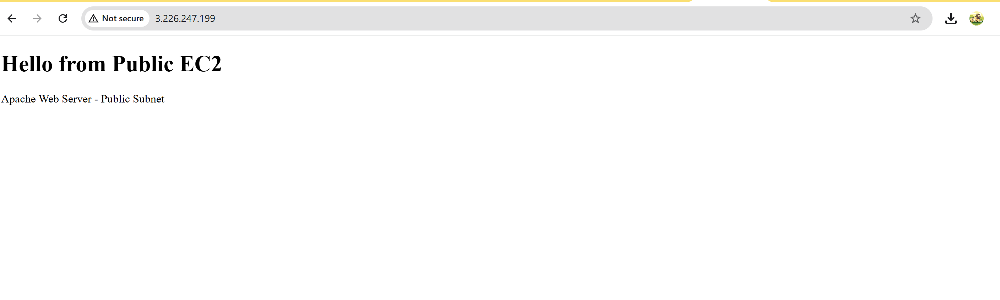 Not secure 3.226.247.199
Hello from Public EC2
Apache Web Server - Public Subnet